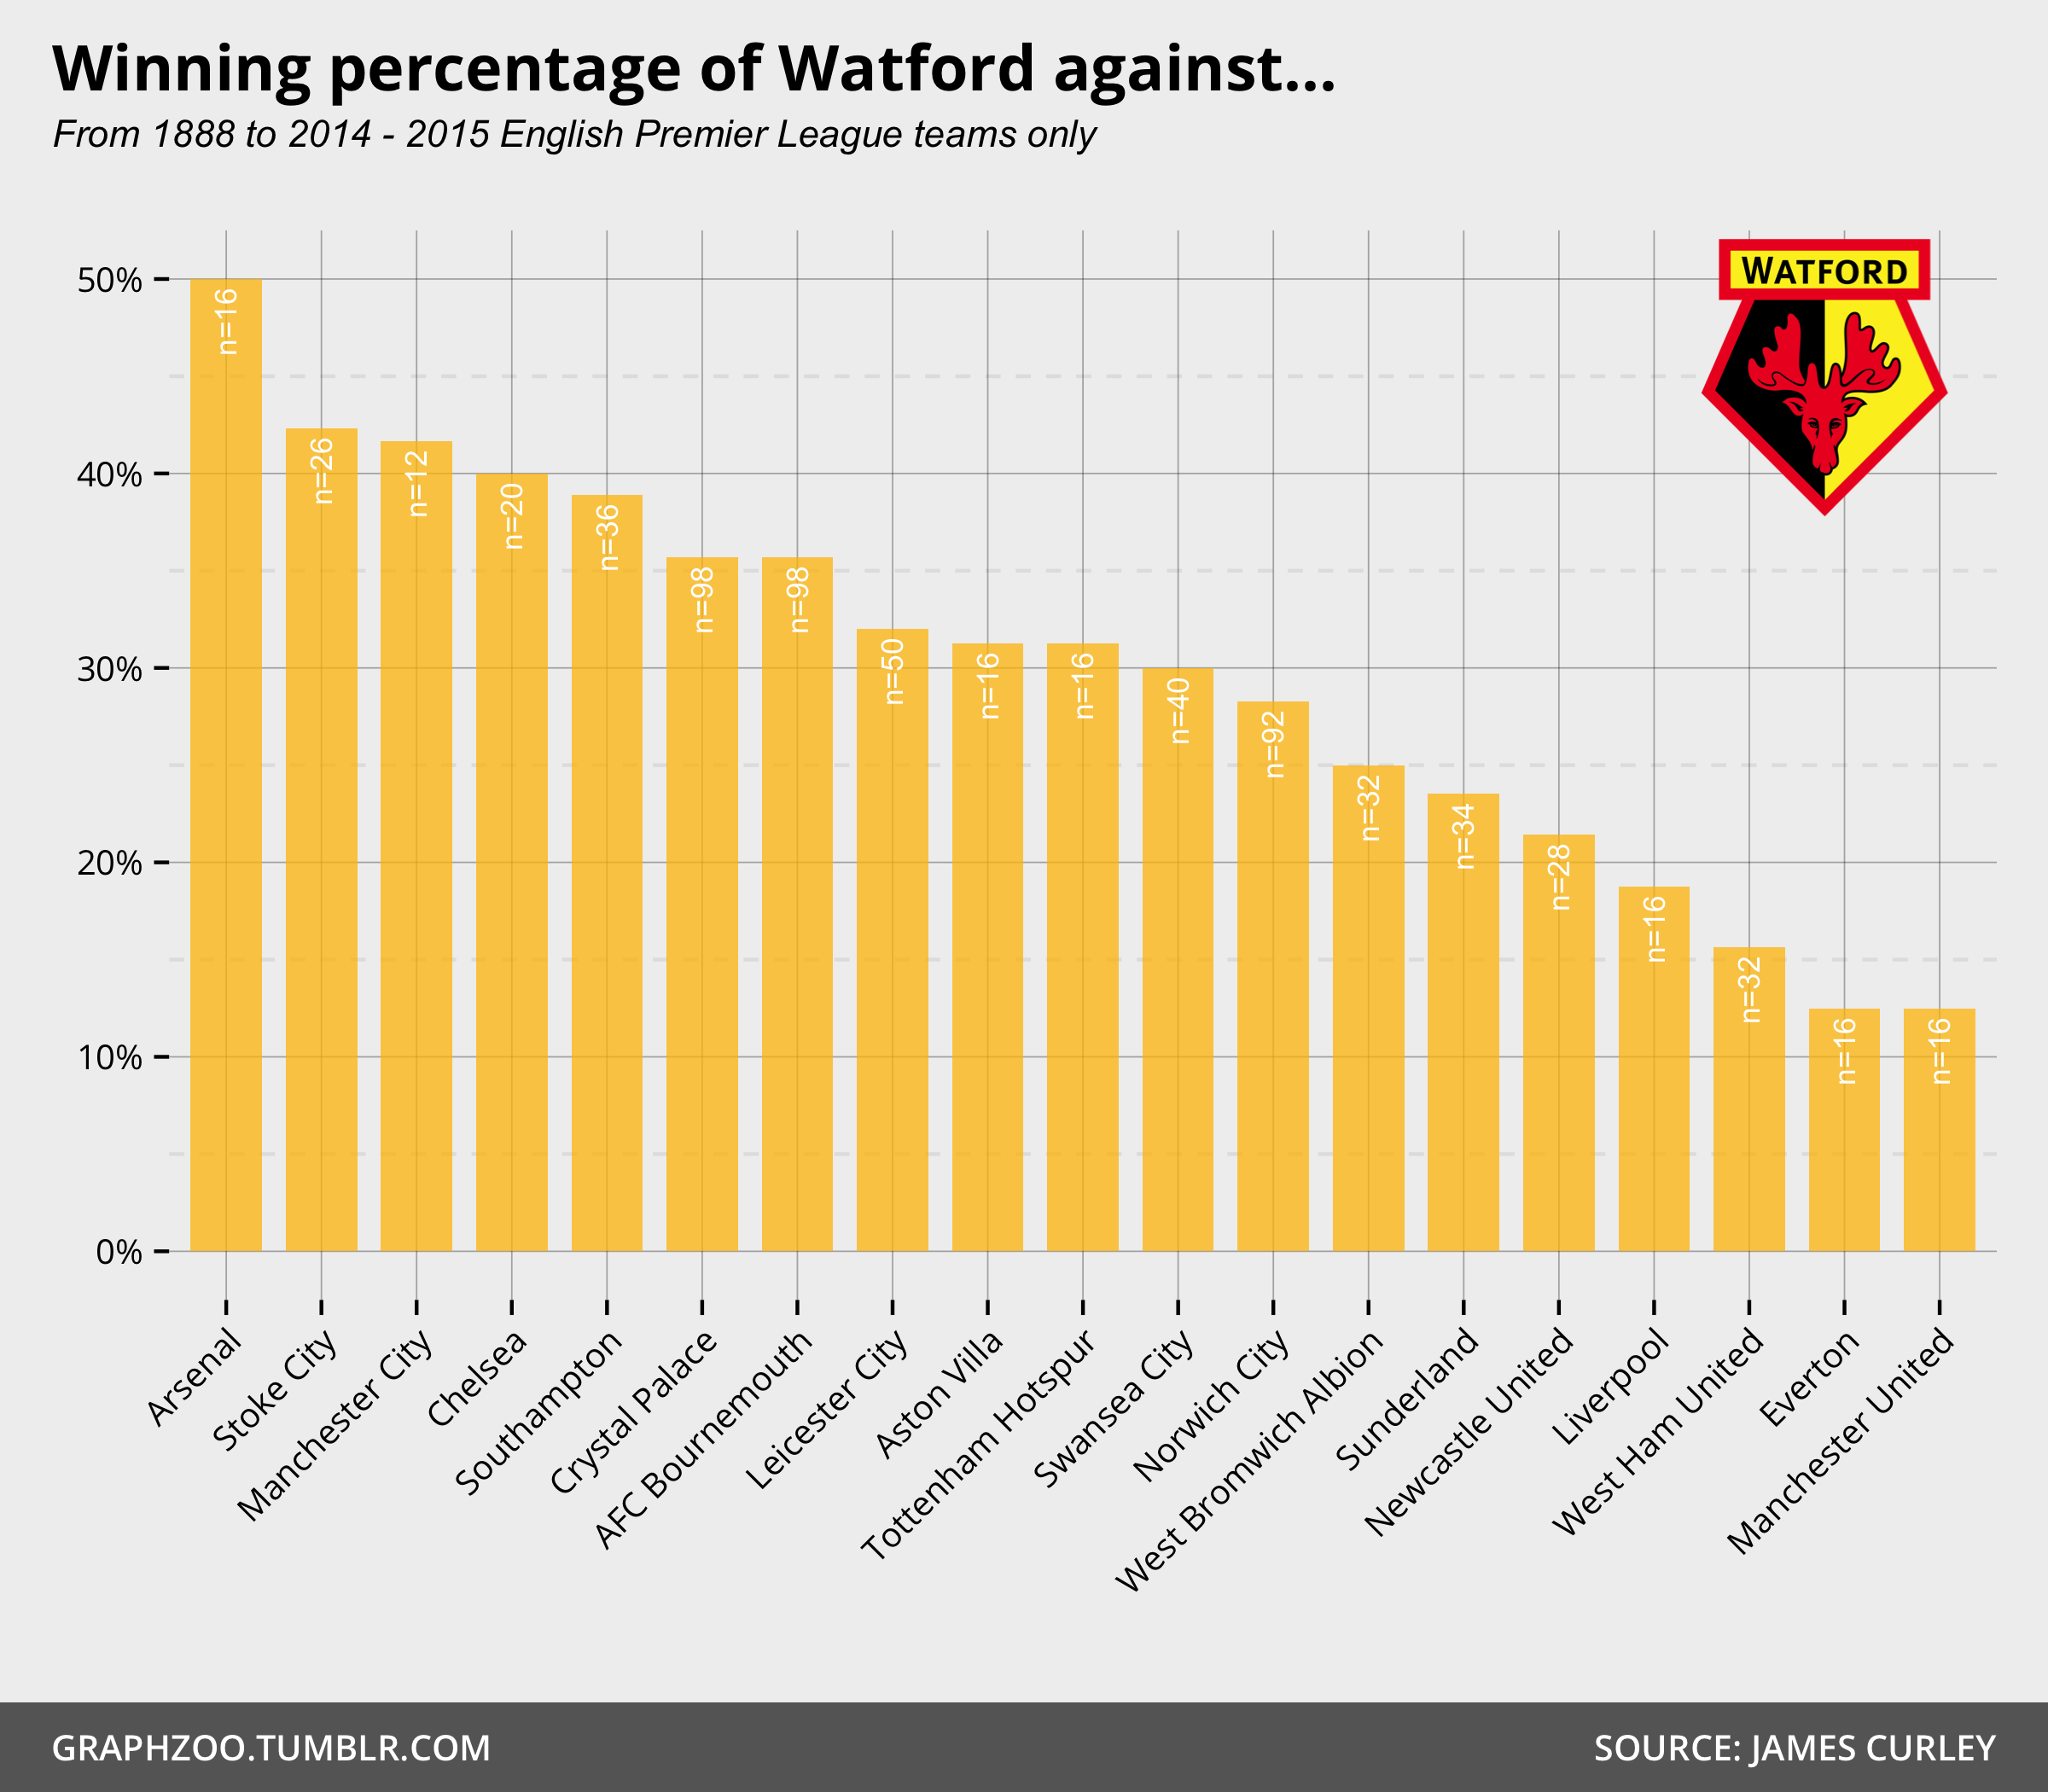 Winning percentage of Watford against...
From 1888 to 2014 - 2015 English Premier League teams only
WATFORD
50%
40%
30%
20%
10%
0%
n=16
n=26
n=12
n=20
n=36
n=98
n=98
n=50
n=16
n=16
n=40
n=92
n=32
n=34
n=28
n=16
n=32
n=16
n=16
Arsenal
Stoke City
Manchester City
Chelsea
Southampton
Crystal Palace
AFC Bournemouth
Leicester City
Aston Villa
Tottenham Hotspur
Swansea City
Norwich City
West Bromwich Albion
Sunderland
Newcastle United
Liverpool
West Ham United
Everton
Manchester United
GRAPHZOO.TUMBLR.COM
SOURCE: JAMES CURLEY